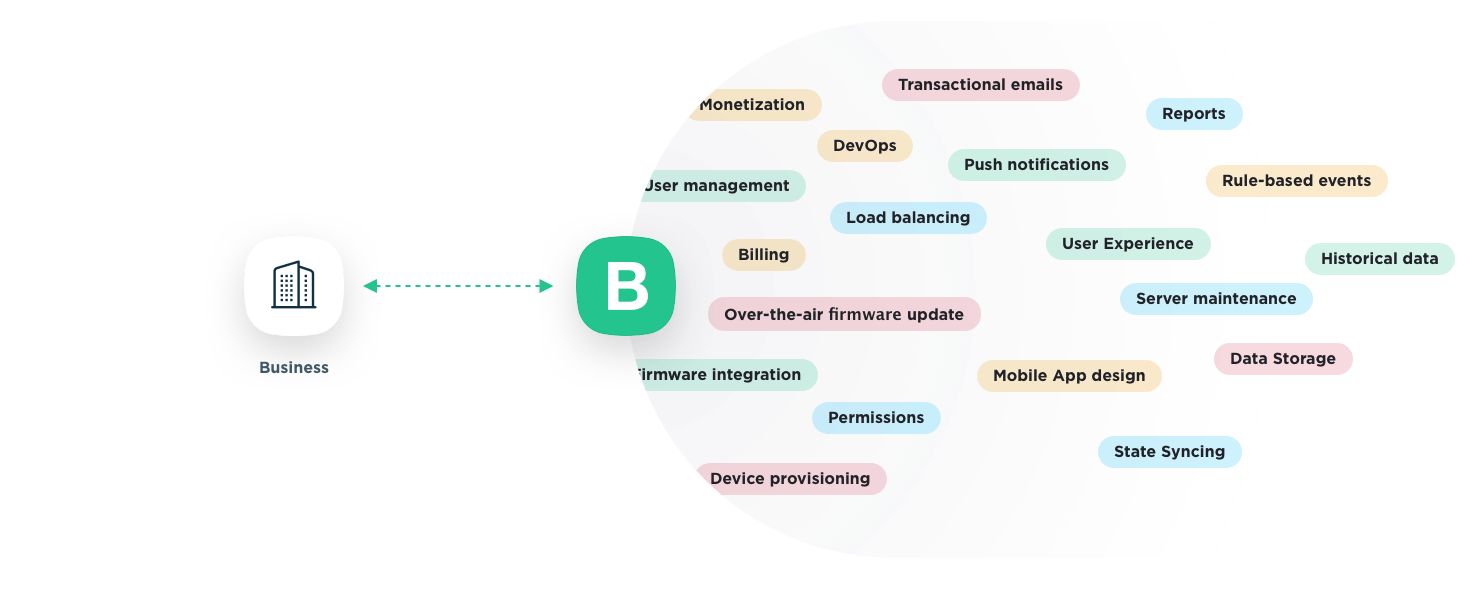 Transactional emails
Monetization
Reports
DevOps
Push notifications
Rule-based events
User management
Load balancing
User Experience
Billing
Historical data
B
Server maintenance
Over-the-air firmware update
Data Storage
Business
Firmware integration
Mobile App design
Permissions
State Syncing
Device provisioning